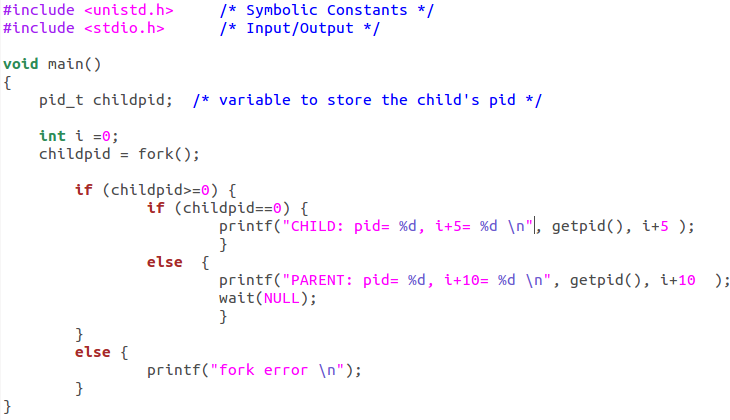 #include <unistd.h>     /* Symbolic Constants */
#include <stdio.h>      /* Input/Output */
void main()
{
    pid_t childpid;  /* variable to store the child's pid */
    int i =0;
    childpid = fork();
        if (childpid>=0) {
                if (childpid==0) {
                        printf("CHILD: pid= %d, i+5= %d \n", getpid(), i+5 );
                        }
                else  {
                        printf("PARENT: pid= %d, i+10= %d \n", getpid(), i+10  );
                        wait(NULL);
                        }
        }
        else {
                printf("fork error \n");
        }
}